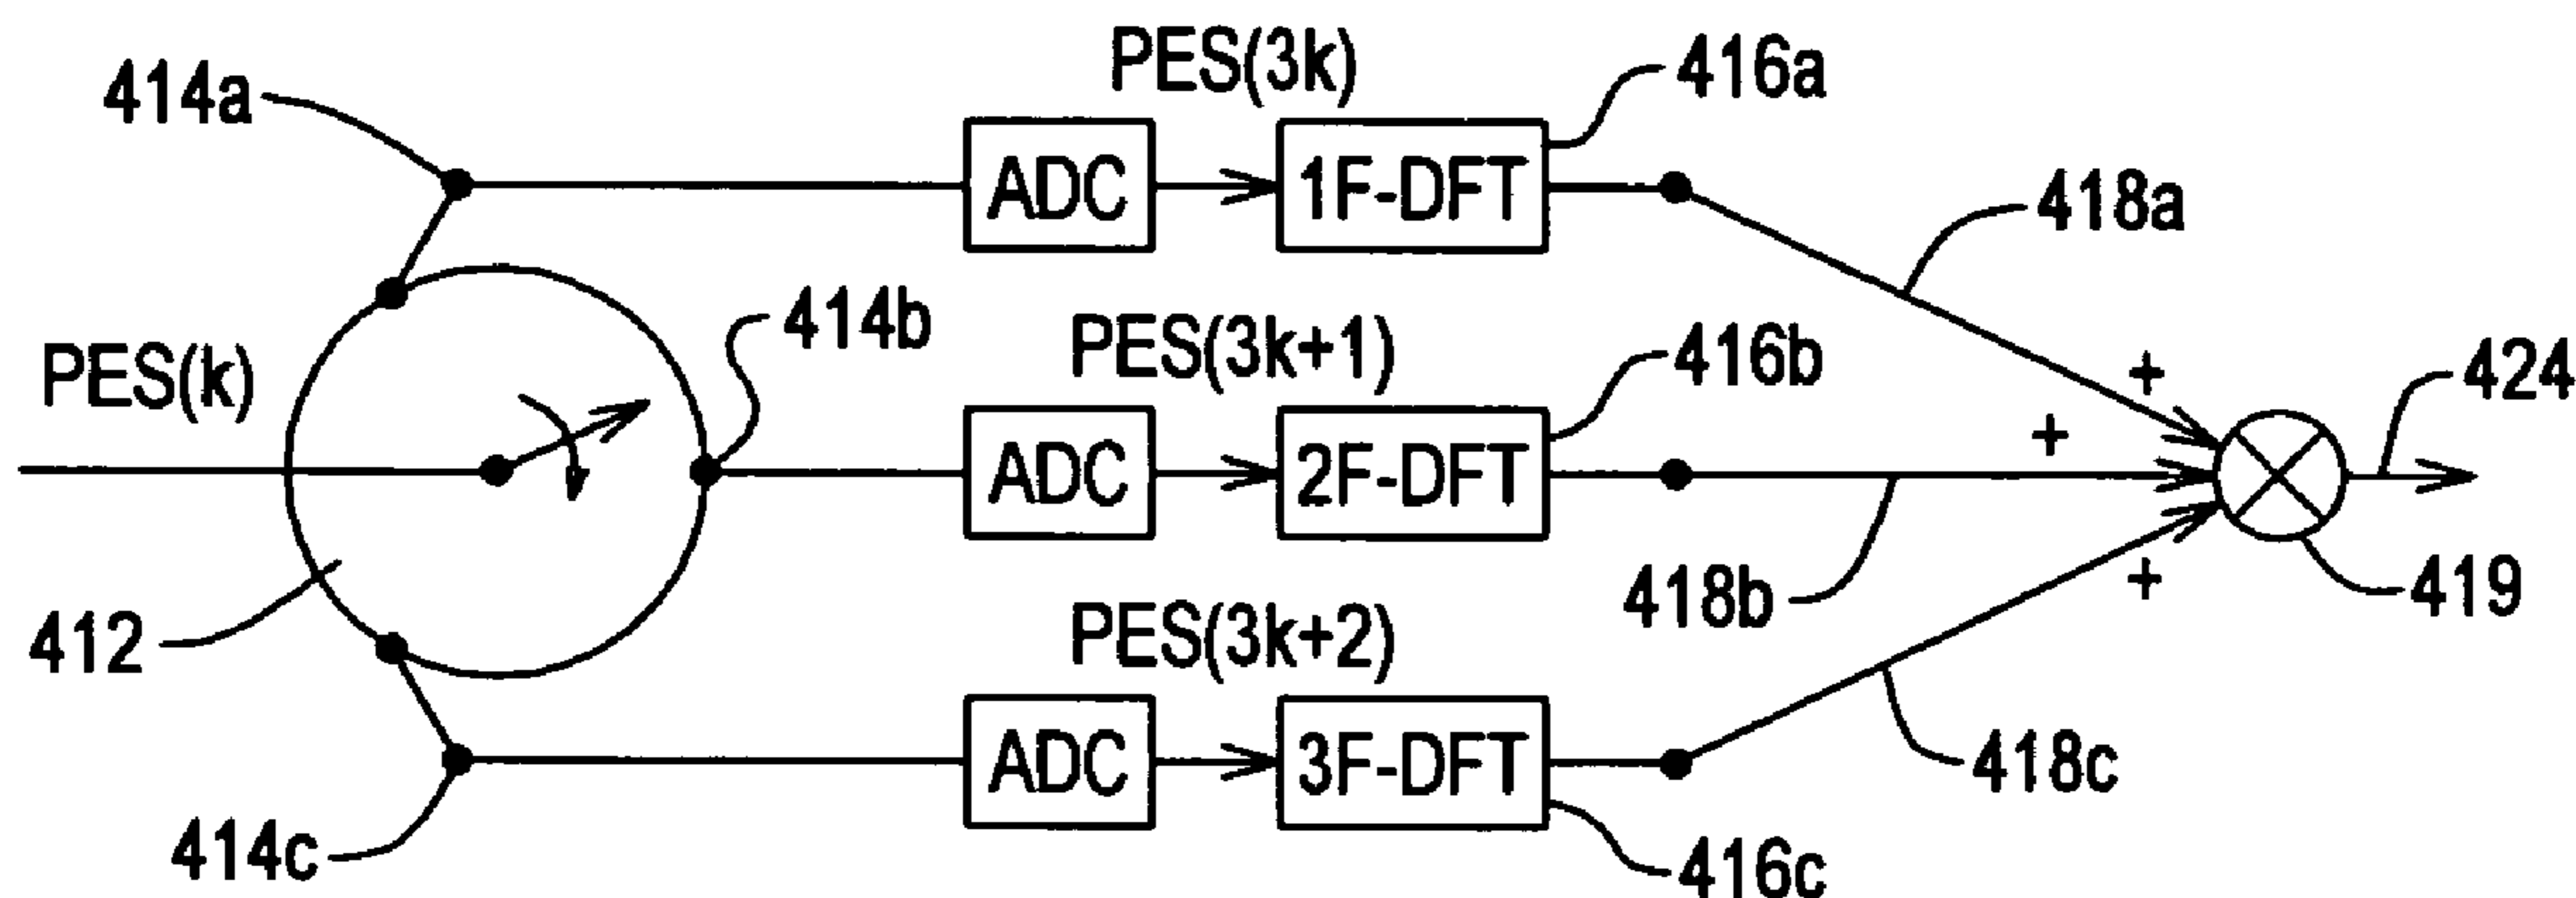 PES(3k)
416a
414a
ADC
1F-DFT
418a
414b
PES(k)
PES(3k+1)
416b
+
424
+
ADC
2F-DFT
+
412
PES(3k+2)
418b
419
ADC
3F-DFT
418c
414c
416c